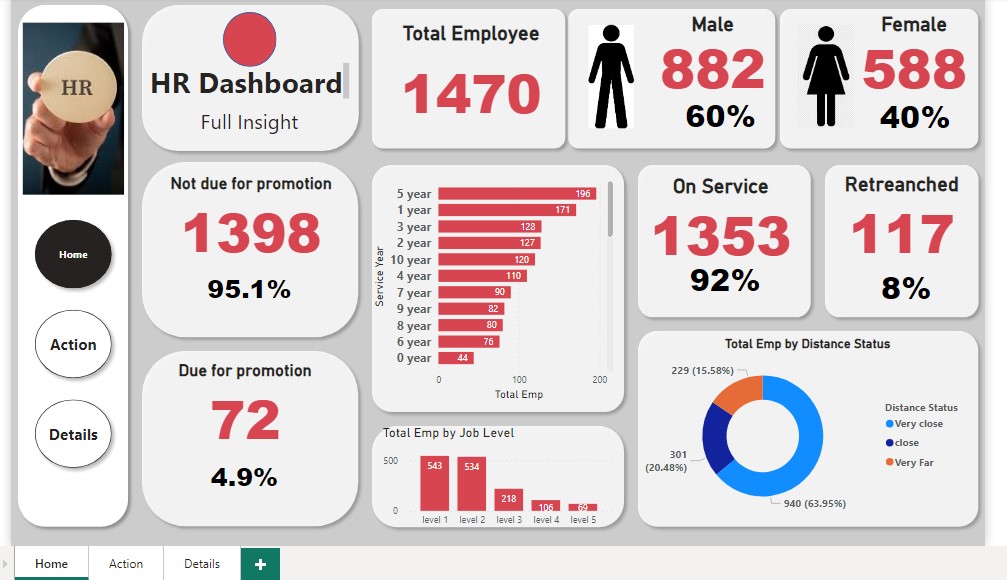 HR
Home
Action
Details
HR Dashboard
Full Insight
Total Employee
1470
Male
882
60%
Female
588
40%
Not due for promotion
1398
95.1%
Due for promotion
72
4.9%
Service Year
5 year 196
1 year 171
3 year 128
2 year 127
10 year 120
4 year 110
7 year 90
9 year 82
8 year 80
6 year 76
0 year 44
0 100 200
Total Emp
Total Emp by Job Level
500
0
543 534 218 106 69
level 1 level 2 level 3 level 4 level 5
On Service
1353
92%
Retreanched
117
8%
Total Emp by Distance Status
229 (15.58%)
301
(20.48%)
940 (63.95%)
Distance Status
Very close
close
Very Far
Home Action Details +